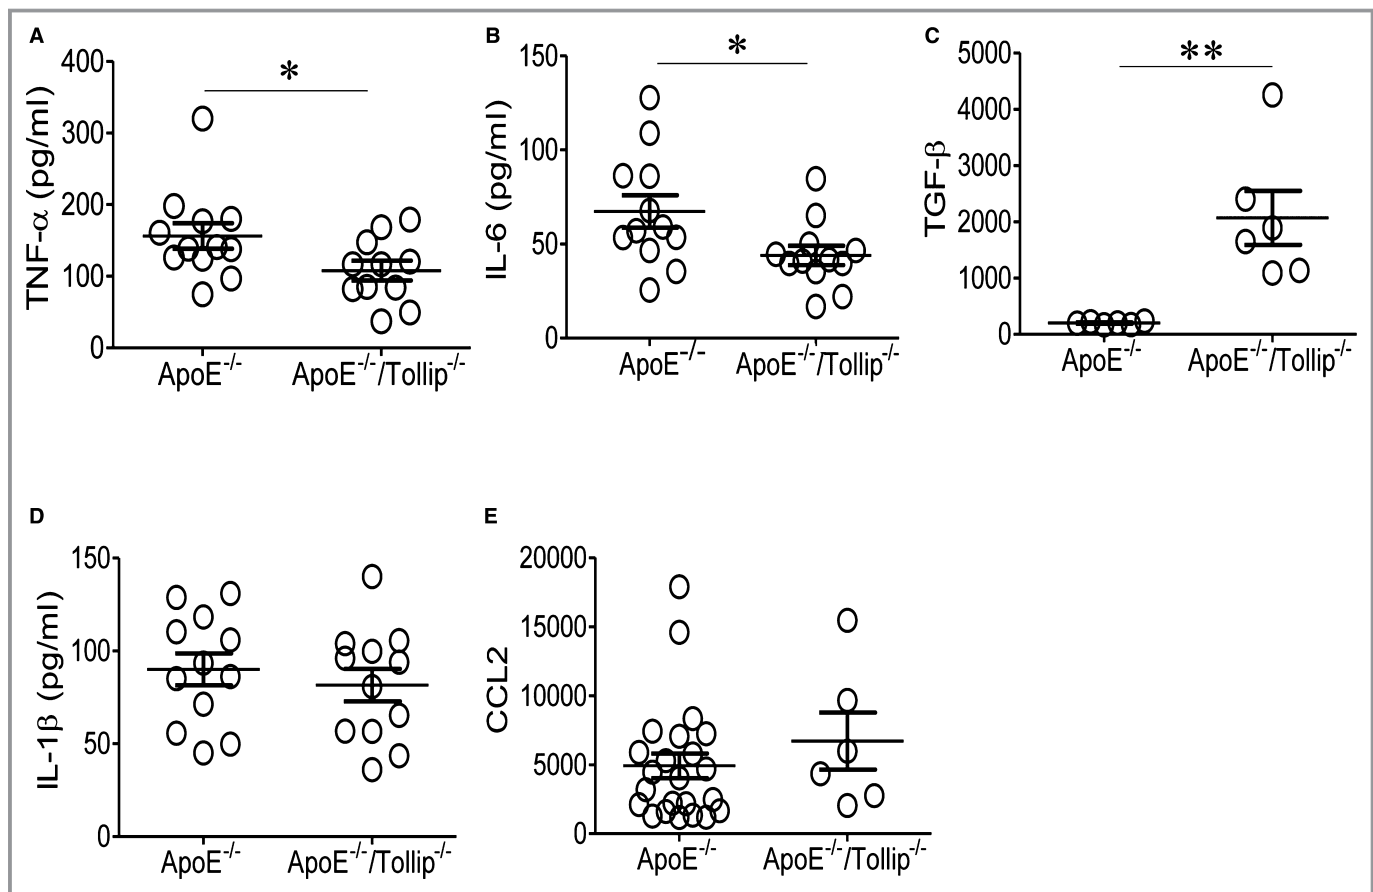 A
B
C
*
*
**
TNF-α (pg/ml)
400
300
200
100
0
ApoE-/-
ApoE-/-/Tollip-/-
IL-6 (pg/ml)
150
100
50
0
ApoE-/-
ApoE-/-/Tollip-/-
TGF-β
5000
4000
3000
2000
1000
0
ApoE-/-
ApoE-/-/Tollip-/-
D
E
IL-1β (pg/ml)
150
100
50
0
ApoE-/-
ApoE-/-/Tollip-/-
CCL2
20000
15000
10000
5000
0
ApoE-/-
ApoE-/-/Tollip-/-